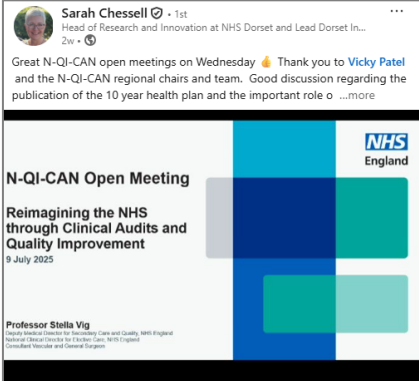 Sarah Chessell • 1st
Head of Research and Innovation at NHS Dorset and Lead Dorset In...
2w •
Great N-QI-CAN open meetings on Wednesday 👍 Thank you to Vicky Patel
and the N-QI-CAN regional chairs and team. Good discussion regarding the
publication of the 10 year health plan and the important role o ...more
NHS
England
N-QI-CAN Open Meeting
Reimagining the NHS
through Clinical Audits and
Quality Improvement
9 July 2025
Professor Stella Vig
Deputy Medical Director for Secondary Care and Quality, NHS England
National Clinical Director for Elective Care, NHS England
Consultant Vascular and General Surgeon